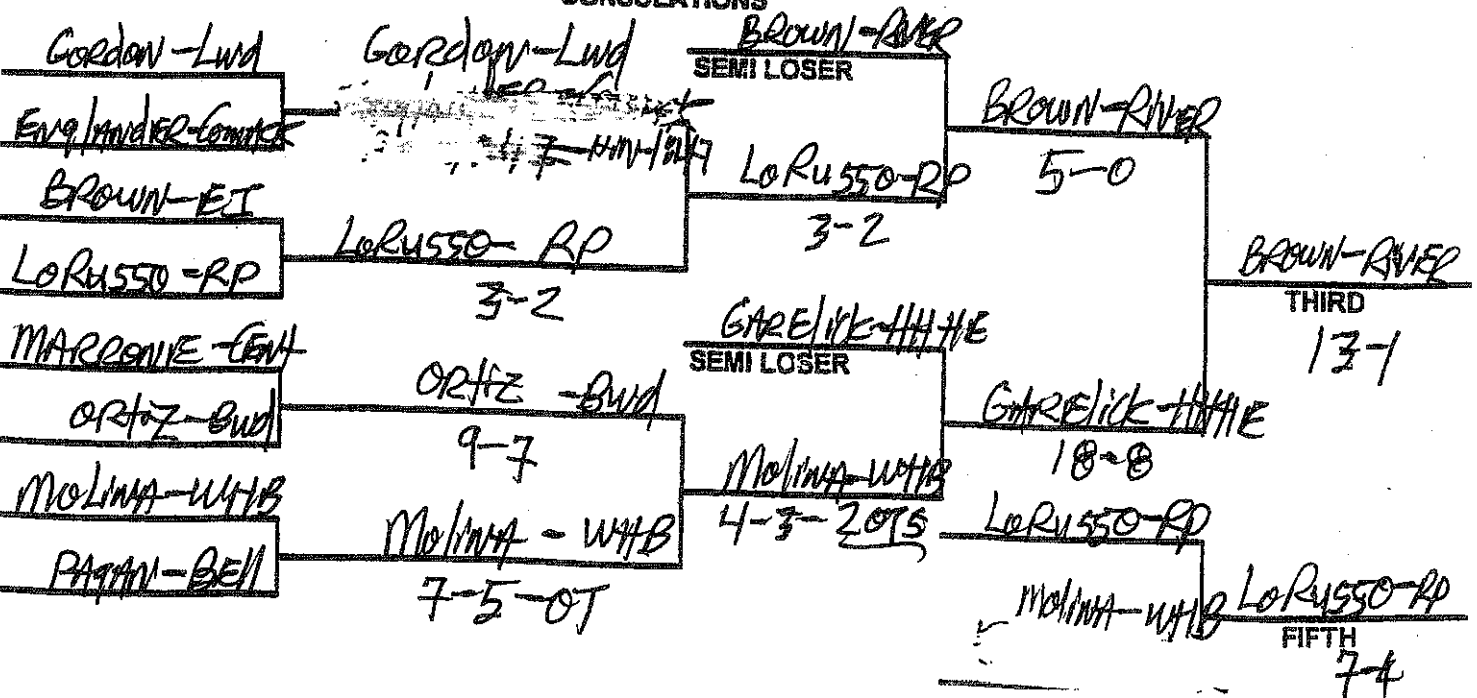 CONSOLATIONS
Gordon-Lwd
Englander-Commack
BROWN-EI
LoRusso-RP
MARRONE-CENT
ORtiZ-Bwd
MOLINA-WHB
PAgAN-BEll
Gordon-Lwd
LoRusso-RP
3-2
ORtiZ-Bwd
9-7
MolINA-WHB
7-5-OT
BROWN-RIVER
SEMI LOSER
LoRusso-RP
3-2
GARElick-HHHE
SEMI LOSER
MolINA-WHB
4-3-2OTS
BROWN-RIVER
5-0
GARElick-HHHE
18-8
LoRusso-RP
MolINA-WHB
BROWN-RIVER
THIRD
13-1
LoRusso-RP
FIFTH
7-4